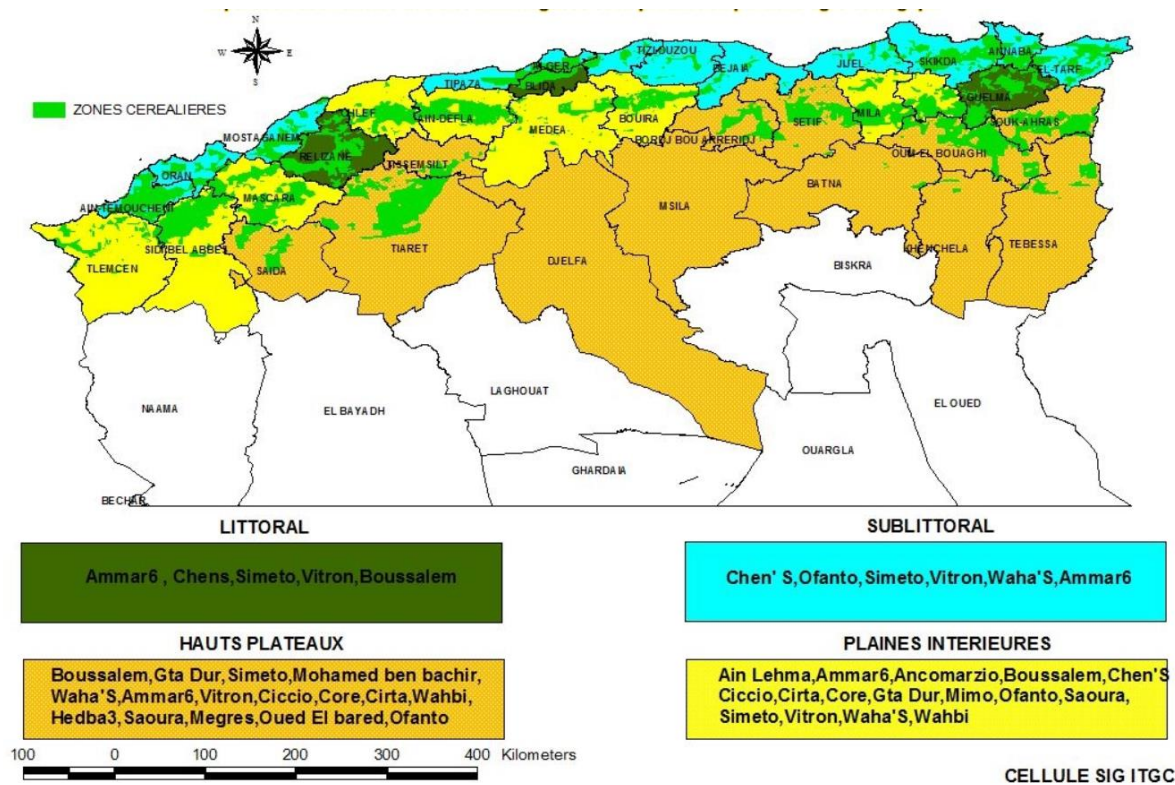 N
W E
S
ZONES CEREALIERES
TIZI OUZOU
BEJAIA
JIJEL
SKIKDA
ANNABA
EL-TARF
ALGER
TIPAZA
BLIDA
GUELMA
CHLEF
AIN-DEFLA
MEDEA
BOUIRA
SETIF
MILA
SOUK-AHRAS
MOSTAGANEM
RELIZANE
TISSEMSILT
BORDJ BOU ARRERIDJ
OUM-EL BOUAGHI
ORAN
AIN-TEMOUCHENT
MASCARA
BATNA
MSILA
SIDI BEL ABBES
TLEMCEN
SAIDA
TIARET
DJELFA
BISKRA
KHENCHELA
TEBESSA
LAGHOUAT
NAAMA
EL BAYADH
EL OUED
OUARGLA
GHARDAIA
BECHAR
LITTORAL
Ammar6 , Chens,Simeto,Vitron,Boussalem
SUBLITTORAL
Chen' S,Ofanto,Simeto,Vitron,Waha'S,Ammar6
HAUTS PLATEAUX
Boussalem,Gta Dur,Simeto,Mohamed ben bachir,
Waha'S,Ammar6,Vitron,Ciccio,Core,Cirta,Wahbi,
Hedba3,Saoura,Megres,Oued El bared,Ofanto
PLAINES INTERIEURES
Ain Lehma,Ammar6,Ancomarzio,Boussalem,Chen'S
Ciccio,Cirta,Core,Gta Dur,Mimo,Ofanto,Saoura,
Simeto,Vitron,Waha'S,Wahbi
100 0 100 200 300 400 Kilometers
CELLULE SIG ITGC